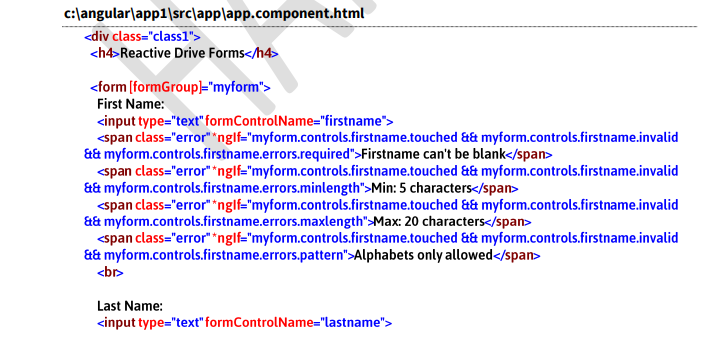 c:\angular\app1\src\app\app.component.html
<div class="class1">
<h4>Reactive Drive Forms</h4>
<form [formGroup]="myform">
First Name:
<input type="text" formControlName="firstname">
<span class="error" *ngIf="myform.controls.firstname.touched && myform.controls.firstname.invalid
&& myform.controls.firstname.errors.required">Firstname can't be blank</span>
<span class="error" *ngIf="myform.controls.firstname.touched && myform.controls.firstname.invalid
&& myform.controls.firstname.errors.minlength">Min: 5 characters</span>
<span class="error" *ngIf="myform.controls.firstname.touched && myform.controls.firstname.invalid
&& myform.controls.firstname.errors.maxlength">Max: 20 characters</span>
<span class="error" *ngIf="myform.controls.firstname.touched && myform.controls.firstname.invalid
&& myform.controls.firstname.errors.pattern">Alphabets only allowed</span>
<br>
Last Name:
<input type="text" formControlName="lastname">